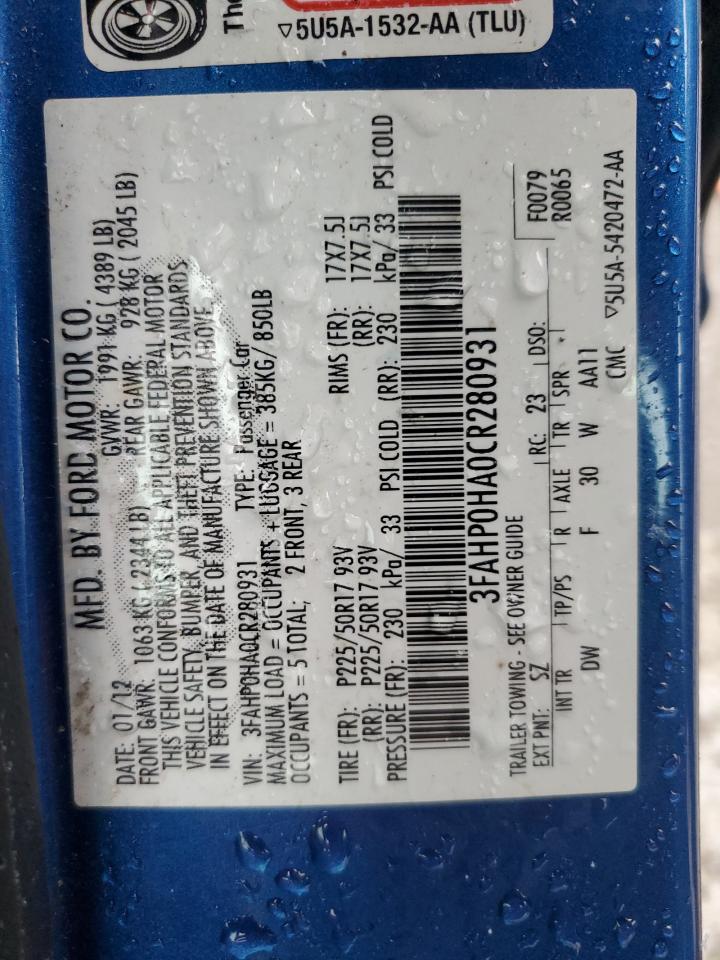 The
▽5U5A-1532-AA (TLU)
MFD. BY FORD MOTOR CO.
DATE: 01/12 GVWR: 1991 KG ( 4389 LB)
FRONT GAWR: 1063 KG ( 2344 LB) REAR GAWR: 928 KG ( 2045 LB)
THIS VEHICLE CONFORMS TO ALL APPLICABLE FEDERAL MOTOR
VEHICLE SAFETY, BUMPER, AND THEFT PREVENTION STANDARDS
IN EFFECT ON THE DATE OF MANUFACTURE SHOWN ABOVE.
VIN: 3FAHP0HA0CR280931 TYPE: Passenger Car
MAXIMUM LOAD = OCCUPANTS + LUGGAGE = 385KG/ 850LB
OCCUPANTS = 5 TOTAL; 2 FRONT, 3 REAR
TIRE (FR): P225/50R17 93V RIMS (FR): 17X7.5J
(RR): P225/50R17 93V (RR): 17X7.5J
PRESSURE (FR): 230 kPa/ 33 PSI COLD (RR): 230 kPa/ 33 PSI COLD
3FAHP0HA0CR280931
TRAILER TOWING - SEE OWNER GUIDE F0079
EXT PNT: SZ RC: 23 DSO: R0065
INT TR TP/PS R AXLE TR SPR
DW F 30 W AA11
CMC ▽5U5A-5420472-AA